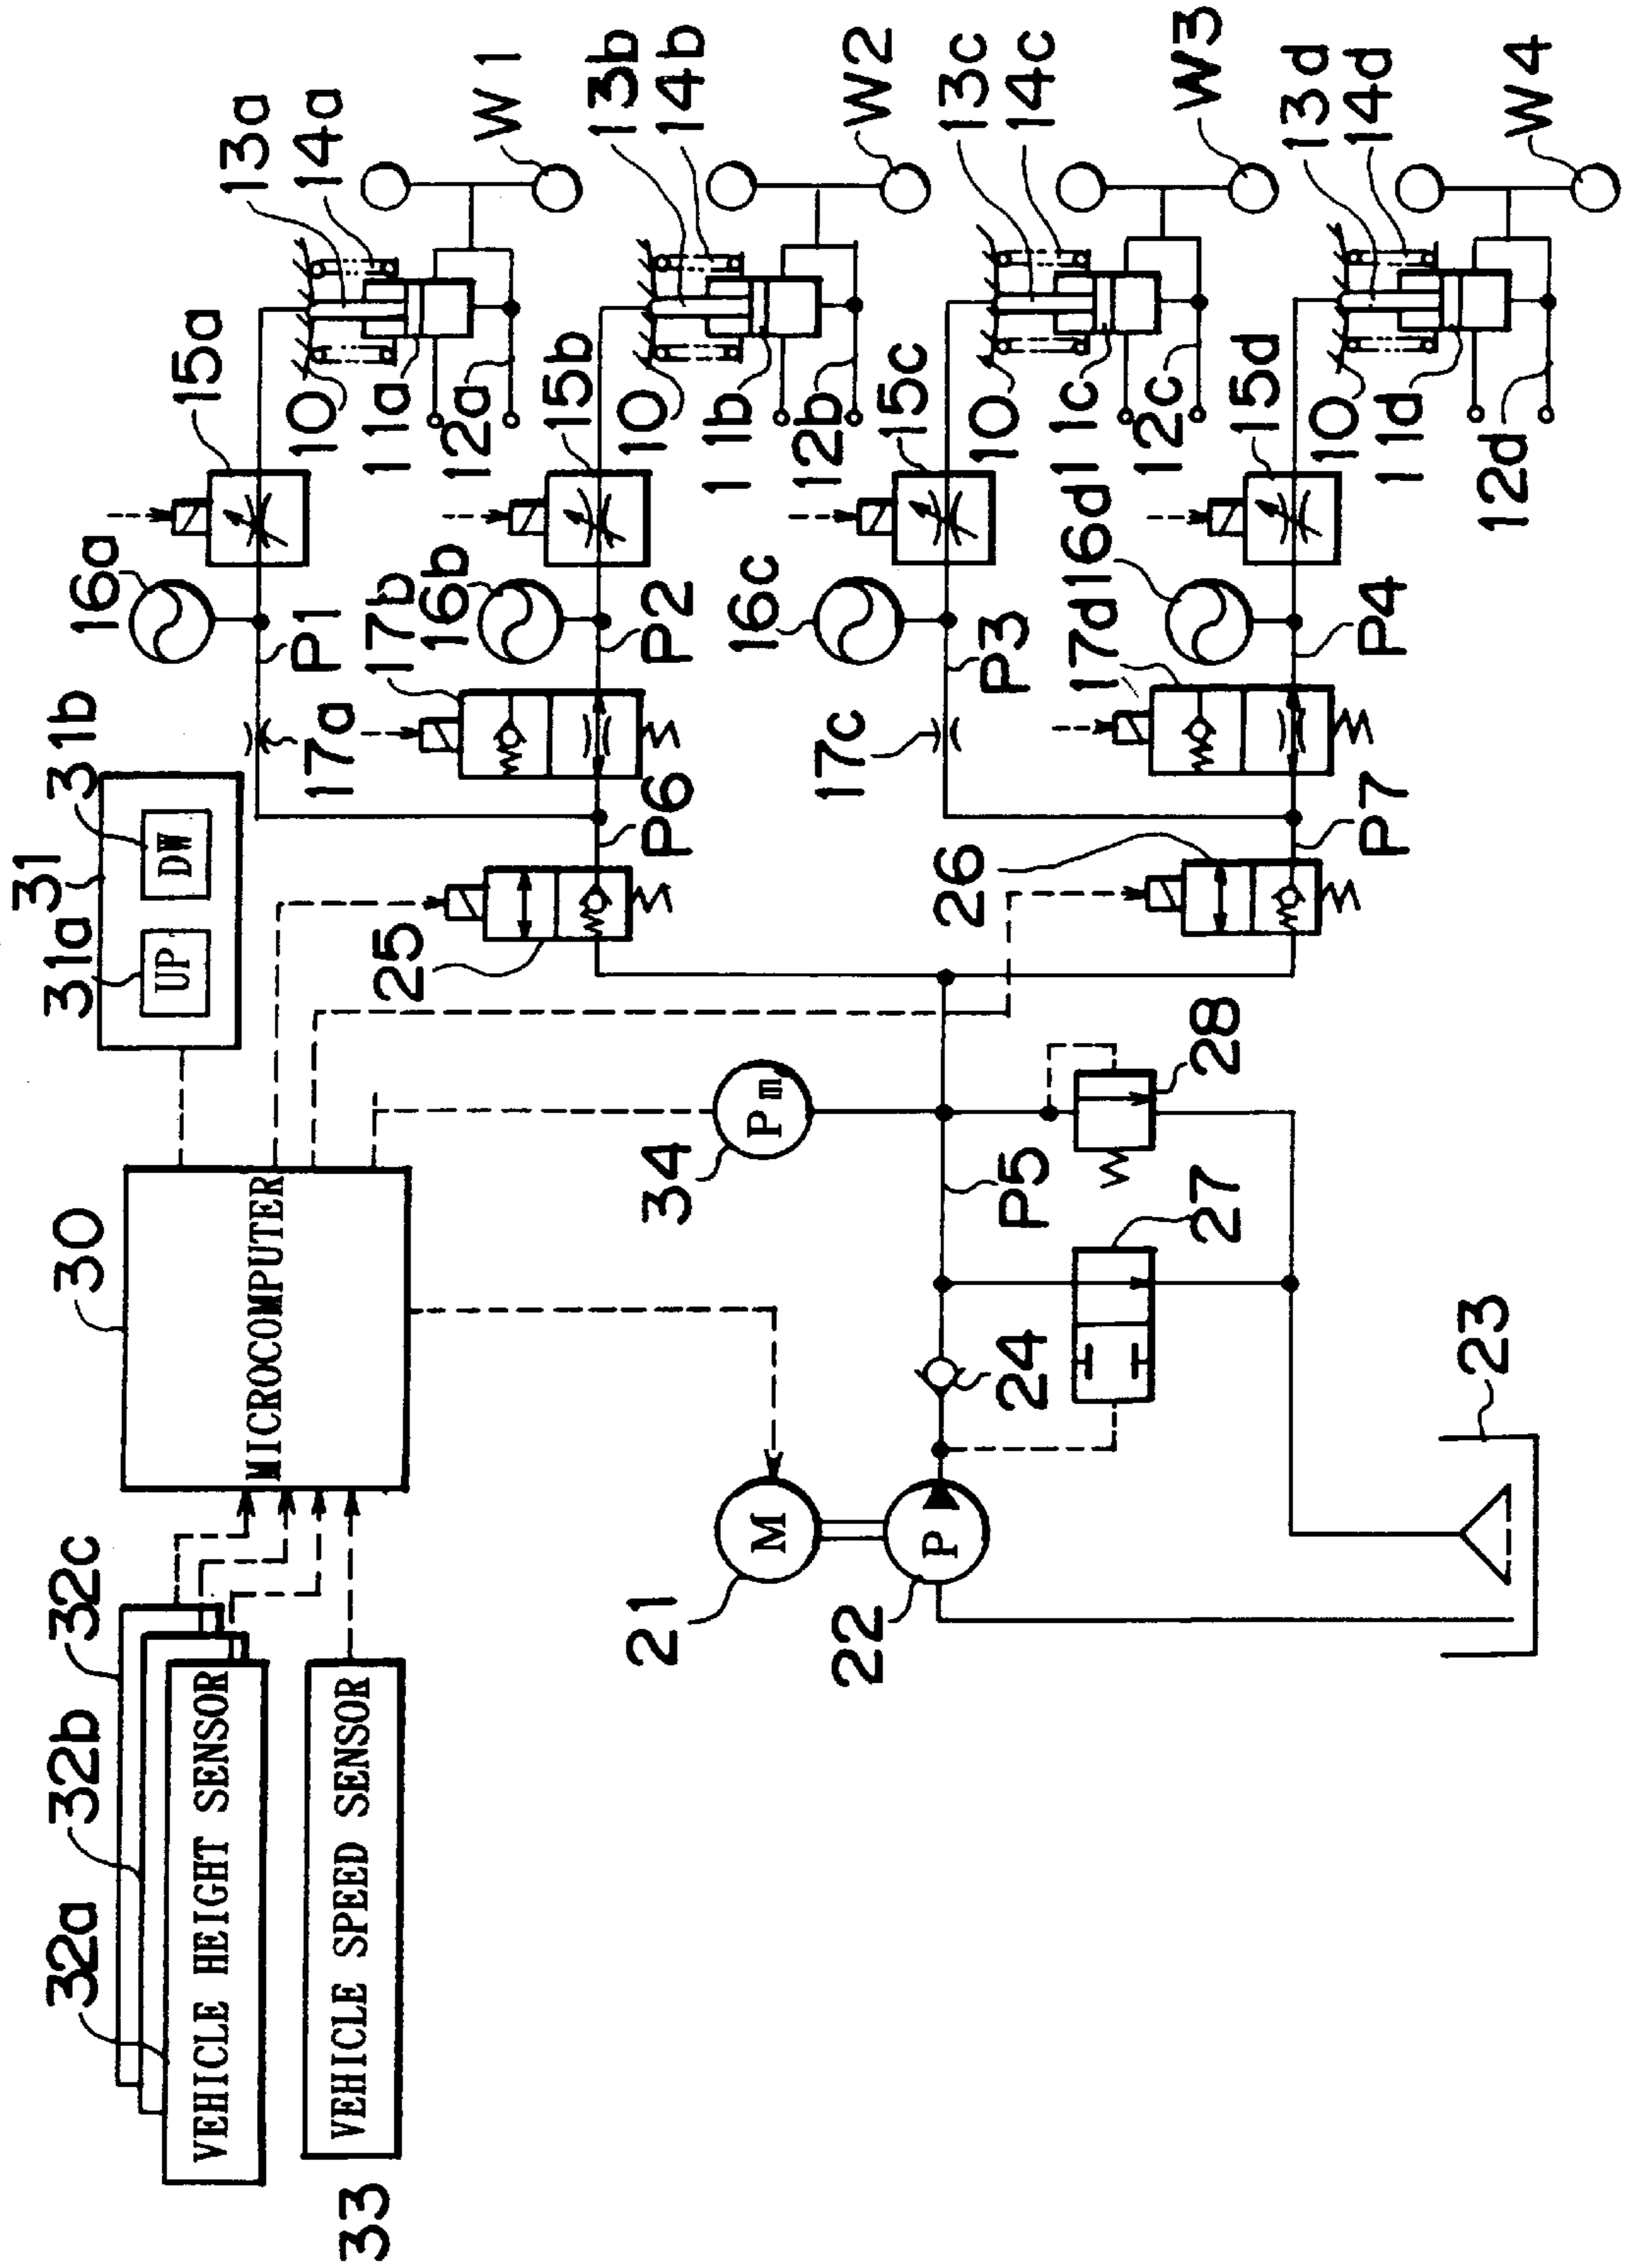 32a
32b
32c
VEHICLE HEIGHT SENSOR
33
VEHICLE SPEED SENSOR
30
MICROCOMPUTER
31
31a
31b
UP
DW
21
M
22
P
23
24
27
28
P5
34
Pm
25
26
P6
P7
17a
17b
17c
17d
P1
P2
P3
P4
16a
16b
16c
16d
15a
15b
15c
15d
10
11a
12a
13a
14a
W1
10
11b
12b
13b
14b
W2
10
11c
12c
13c
14c
W3
10
11d
12d
13d
14d
W4